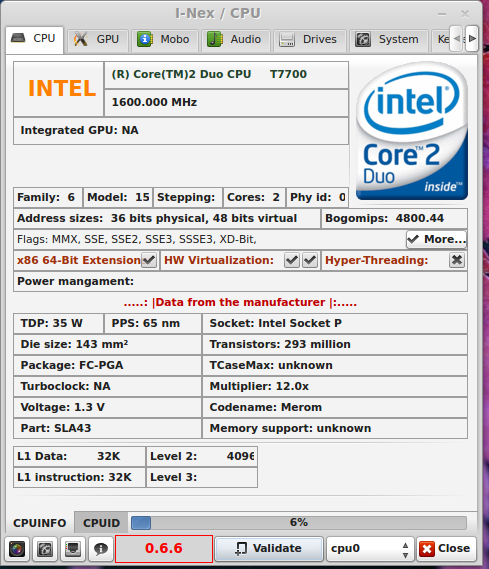 I-Nex / CPU
CPU GPU Mobo Audio Drives System Ke
INTEL
(R) Core(TM)2 Duo CPU T7700
1600.000 MHz
Integrated GPU: NA
intel
Core™2
Duo
inside™
Family: 6 Model: 15 Stepping: Cores: 2 Phy id: 0
Address sizes: 36 bits physical, 48 bits virtual Bogomips: 4800.44
Flags: MMX, SSE, SSE2, SSE3, SSSE3, XD-Bit, More...
x86 64-Bit Extension HW Virtualization: Hyper-Threading:
Power mangament:
.....: |Data from the manufacturer |:.....
TDP: 35 W PPS: 65 nm Socket: Intel Socket P
Die size: 143 mm² Transistors: 293 million
Package: FC-PGA TCaseMax: unknown
Turboclock: NA Multiplier: 12.0x
Voltage: 1.3 V Codename: Merom
Part: SLA43 Memory support: unknown
L1 Data: 32K Level 2: 4096
L1 instruction: 32K Level 3:
CPUINFO CPUID 6%
0.6.6 Validate cpu0 Close